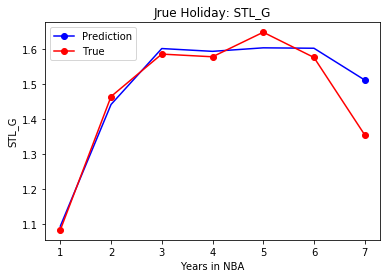 Jrue Holiday: STL_G
Prediction
True
1.6
1.5
1.4
1.3
1.2
1.1
STL_G
1 2 3 4 5 6 7
Years in NBA